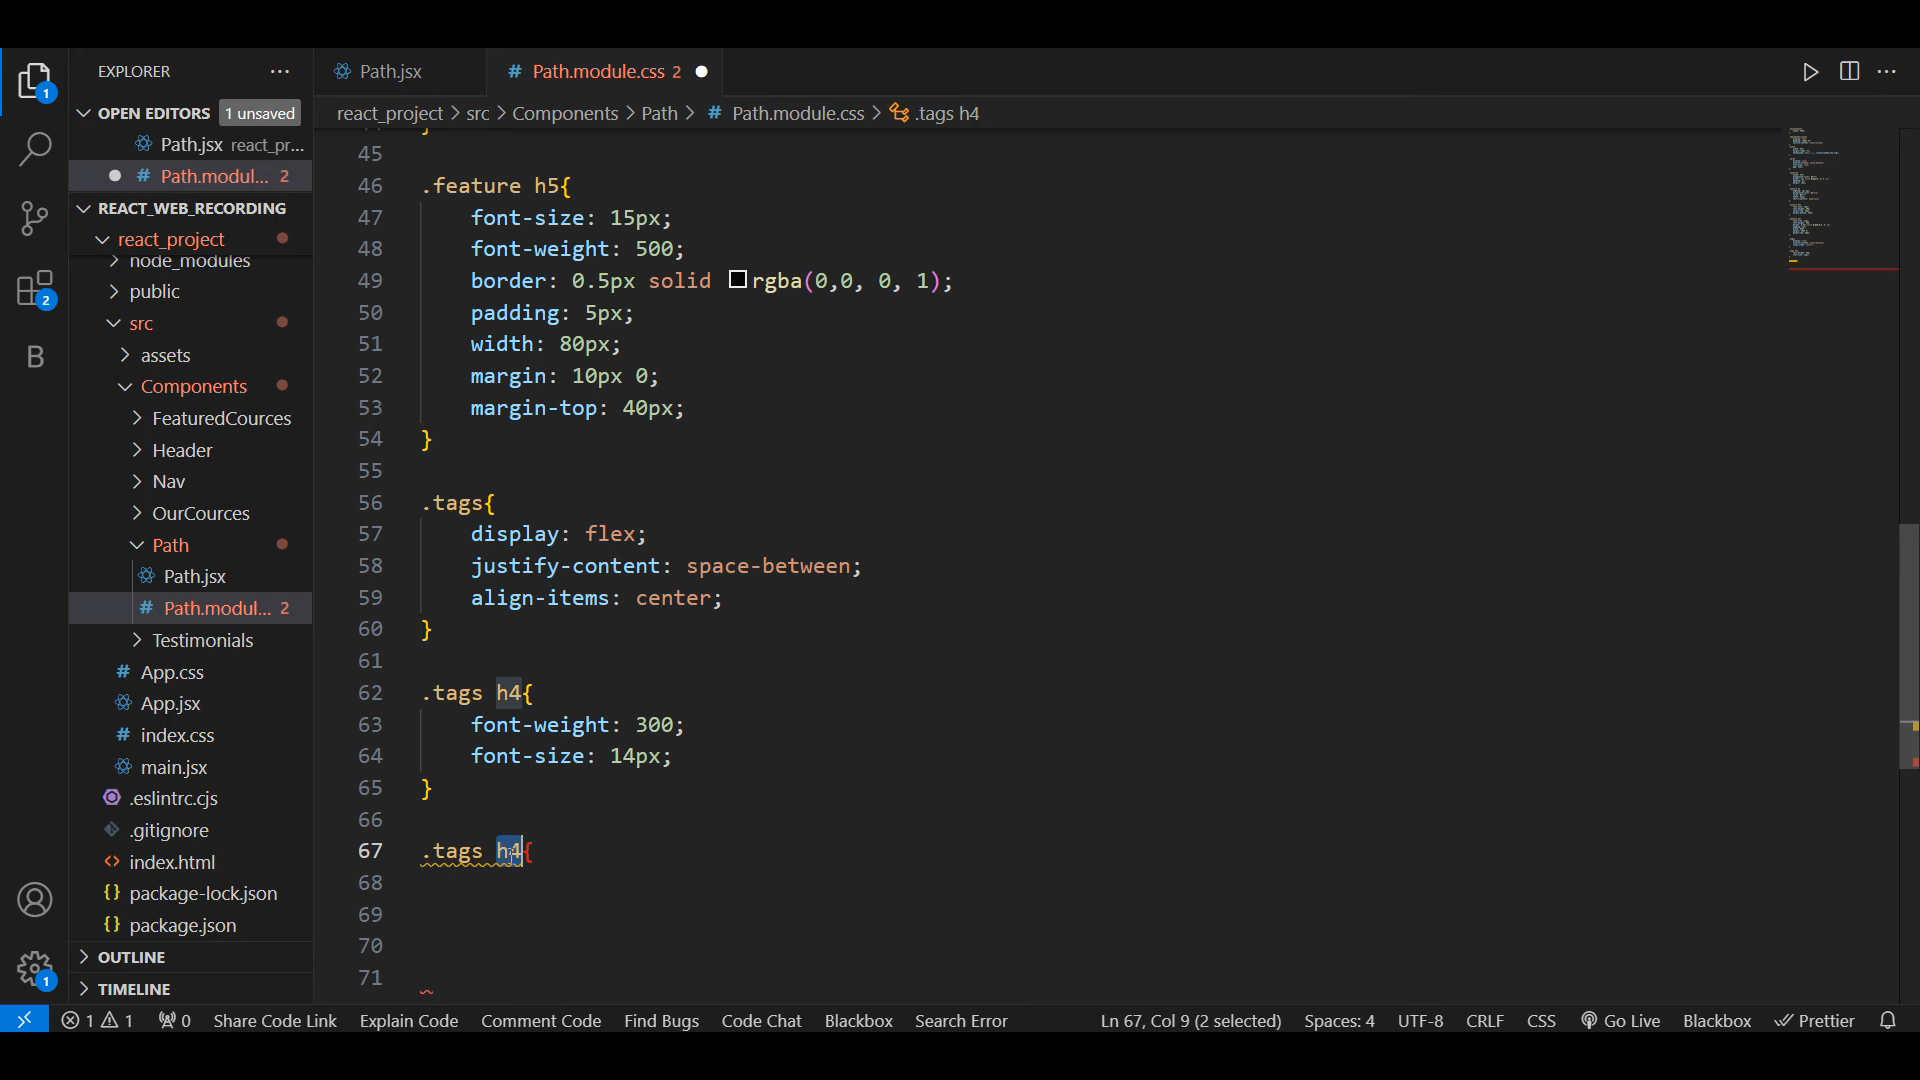 EXPLORER
Path.jsx
Path.module.css 2
OPEN EDITORS
1 unsaved
react_project > src > Components > Path > # Path.module.css > .tags h4
Path.jsx react_pr...
# Path.modul... 2
REACT_WEB_RECORDING
react_project
node_modules
public
src
assets
Components
FeaturedCources
Header
Nav
OurCources
Path
Path.jsx
# Path.modul... 2
Testimonials
# App.css
App.jsx
# index.css
main.jsx
.eslintrc.cjs
.gitignore
index.html
package-lock.json
package.json
OUTLINE
TIMELINE
1
2
B
1
45
46 .feature h5{
47 font-size: 15px;
48 font-weight: 500;
49 border: 0.5px solid rgba(0,0, 0, 1);
50 padding: 5px;
51 width: 80px;
52 margin: 10px 0;
53 margin-top: 40px;
54 }
55
56 .tags{
57 display: flex;
58 justify-content: space-between;
59 align-items: center;
60 }
61
62 .tags h4{
63 font-weight: 300;
64 font-size: 14px;
65 }
66
67 .tags h4{
68
69
70
71
1 1 0 Share Code Link Explain Code Comment Code Find Bugs Code Chat Blackbox Search Error Ln 67, Col 9 (2 selected) Spaces: 4 UTF-8 CRLF CSS Go Live Blackbox Prettier